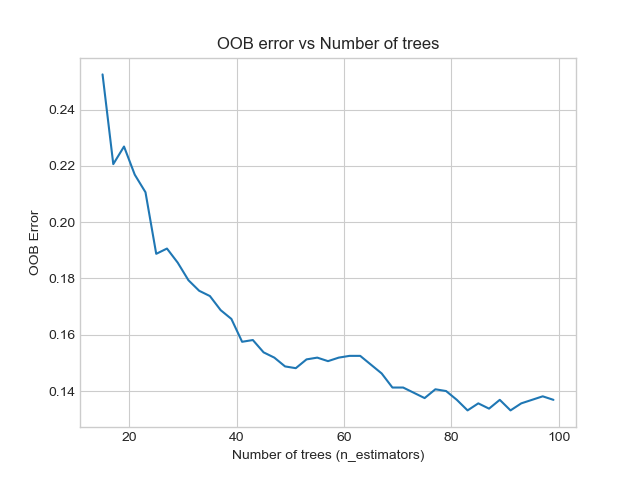 OOB error vs Number of trees
0.24
0.22
0.20
0.18
0.16
0.14
OOB Error
20 40 60 80 100
Number of trees (n_estimators)